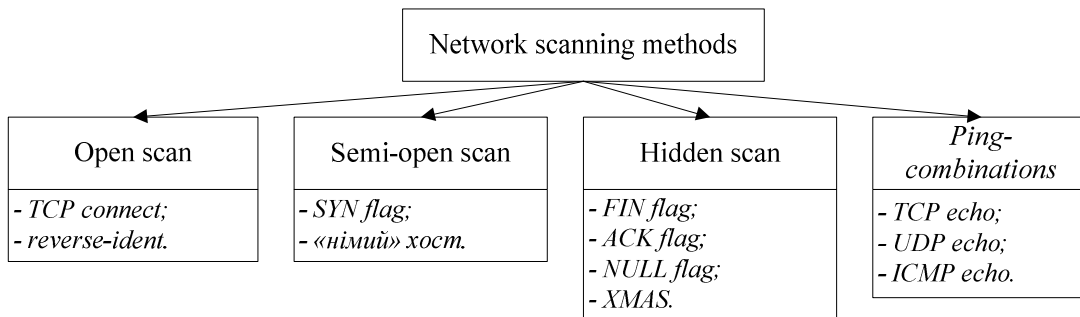 Network scanning methods
Open scan
- TCP connect;
- reverse-ident.
Semi-open scan
- SYN flag;
- «німий» хост.
Hidden scan
- FIN flag;
- ACK flag;
- NULL flag;
- XMAS.
Ping-
combinations
- TCP echo;
- UDP echo;
- ICMP echo.